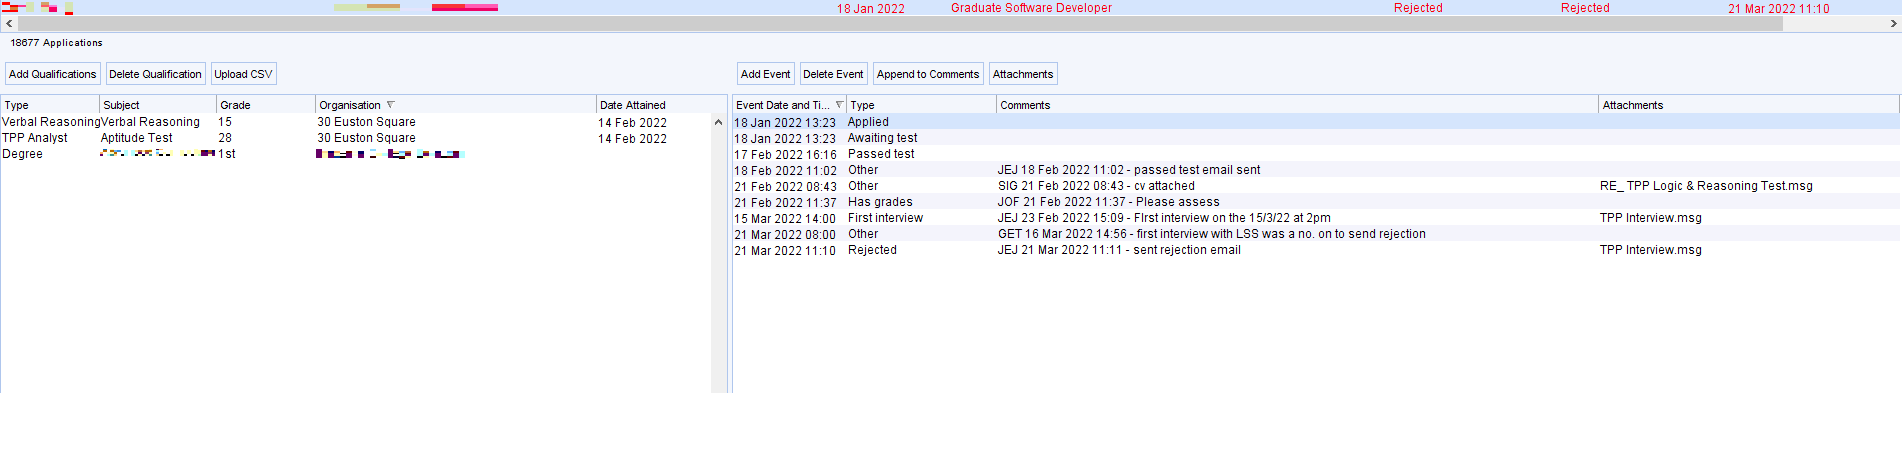 18 Jan 2022 Graduate Software Developer Rejected Rejected 21 Mar 2022 11:10
18677 Applications
Add Qualifications Delete Qualification Upload CSV
Type Subject Grade Organisation Date Attained
Verbal Reasoning Verbal Reasoning 15 30 Euston Square 14 Feb 2022
TPP Analyst Aptitude Test 28 30 Euston Square 14 Feb 2022
Degree 1st
Add Event Delete Event Append to Comments Attachments
Event Date and Ti... Type Comments Attachments
18 Jan 2022 13:23 Applied
18 Jan 2022 13:23 Awaiting test
17 Feb 2022 16:16 Passed test
18 Feb 2022 11:02 Other JEJ 18 Feb 2022 11:02 - passed test email sent
21 Feb 2022 08:43 Other SIG 21 Feb 2022 08:43 - cv attached RE_ TPP Logic & Reasoning Test.msg
21 Feb 2022 11:37 Has grades JOF 21 Feb 2022 11:37 - Please assess
15 Mar 2022 14:00 First interview JEJ 23 Feb 2022 15:09 - FIrst interview on the 15/3/22 at 2pm TPP Interview.msg
21 Mar 2022 08:00 Other GET 16 Mar 2022 14:56 - first interview with LSS was a no. on to send rejection
21 Mar 2022 11:10 Rejected JEJ 21 Mar 2022 11:11 - sent rejection email TPP Interview.msg